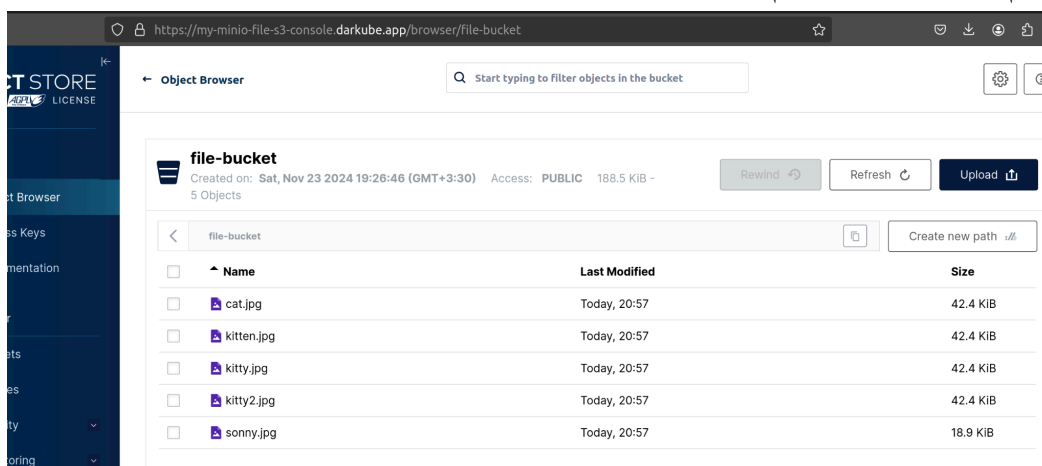 https://my-minio-file-s3-console.darkube.app/browser/file-bucket
CT STORE
AGPLv3 LICENSE
ct Browser
ss Keys
mentation
r
ets
es
ity
toring
← Object Browser
Start typing to filter objects in the bucket
file-bucket
Created on: Sat, Nov 23 2024 19:26:46 (GMT+3:30) Access: PUBLIC 188.5 KiB -
5 Objects
Rewind
Refresh
Upload
file-bucket
Create new path
Name Last Modified Size
cat.jpg Today, 20:57 42.4 KiB
kitten.jpg Today, 20:57 42.4 KiB
kitty.jpg Today, 20:57 42.4 KiB
kitty2.jpg Today, 20:57 42.4 KiB
sonny.jpg Today, 20:57 18.9 KiB